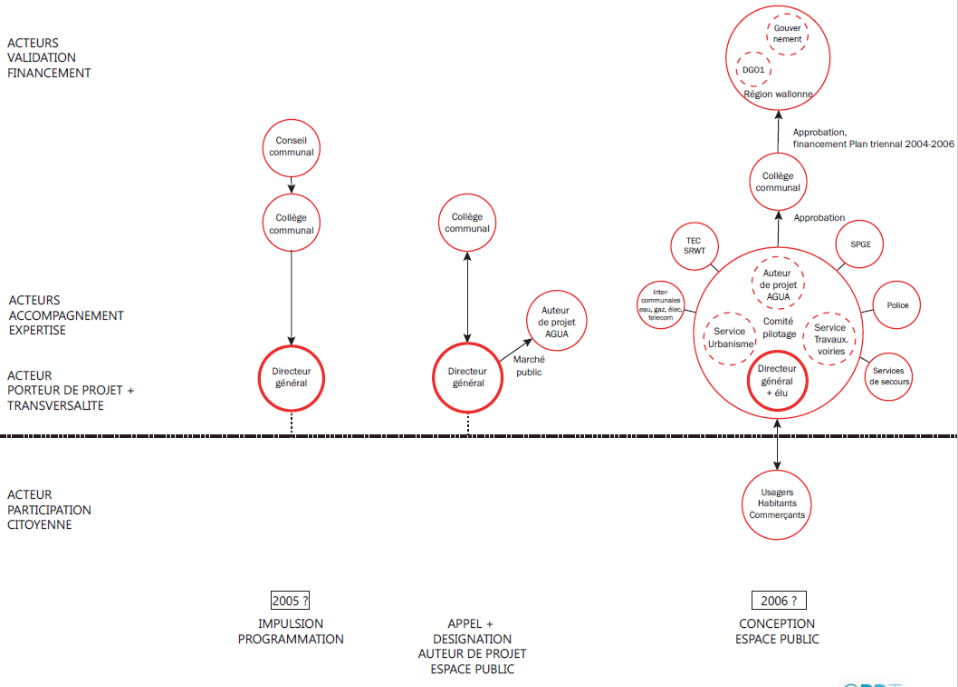 ACTEURS
VALIDATION
FINANCEMENT
Gouver
nement
DGO1
Région wallonne
Approbation,
financement Plan triennal 2004-2006
Conseil
communal
Collège
communal
Collège
communal
Collège
communal
Approbation
TEC
SRWT
SPGE
Inter-
communales
eau, gaz, élec,
telecom
Police
Services
de secours
Auteur
de projet
AGUA
Comité
pilotage
Service
Urbanisme
Service
Travaux.
voiries
Directeur
général
+ élu
ACTEURS
ACCOMPAGNEMENT
EXPERTISE
Auteur
de projet
AGUA
Marché
public
ACTEUR
PORTEUR DE PROJET +
TRANSVERSALITE
Directeur
général
Directeur
général
ACTEUR
PARTICIPATION
CITOYENNE
Usagers
Habitants
Commerçants
2005 ?
IMPULSION
PROGRAMMATION
APPEL +
DESIGNATION
AUTEUR DE PROJET
ESPACE PUBLIC
2006 ?
CONCEPTION
ESPACE PUBLIC